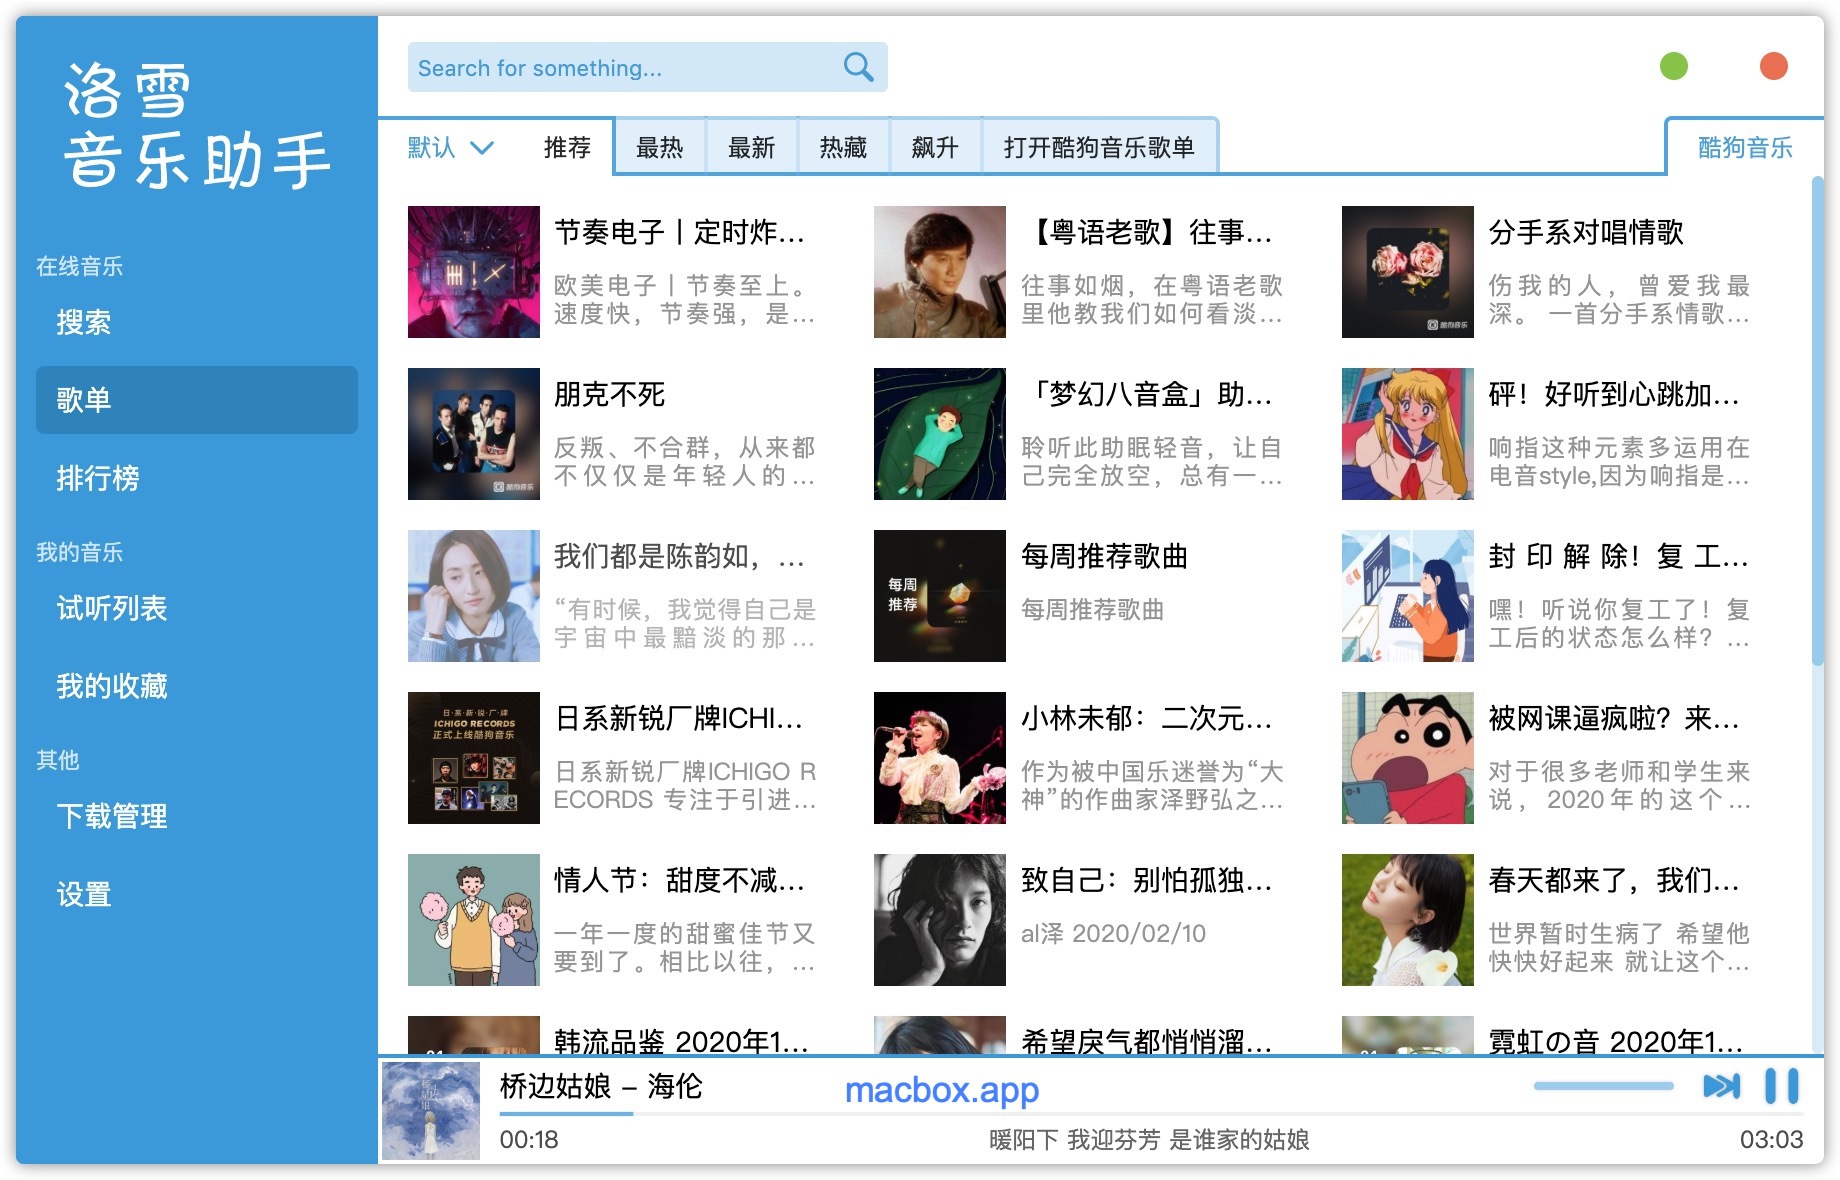 洛雪
音乐助手
在线音乐
搜索
歌单
排行榜
我的音乐
试听列表
我的收藏
其他
下载管理
设置
Search for something...
默认
推荐
最热
最新
热藏
飙升
打开酷狗音乐歌单
酷狗音乐
节奏电子丨定时炸...
欧美电子丨节奏至上。
速度快，节奏强，是...
【粤语老歌】往事...
往事如烟，在粤语老歌
里他教我们如何看淡...
分手系对唱情歌
伤我的人，曾爱我最
深。 一首分手系情歌...
酷狗音乐
朋克不死
反叛、不合群，从来都
不仅仅是年轻人的...
酷狗音乐
「梦幻八音盒」助...
聆听此助眠轻音，让自
己完全放空，总有一...
砰！好听到心跳加...
响指这种元素多运用在
电音style,因为响指是...
我们都是陈韵如，...
“有时候，我觉得自己是
宇宙中最黯淡的那...
每周
推荐
每周推荐歌曲
每周推荐歌曲
封 印 解 除！复 工...
嘿！听说你复工了！复
工后的状态怎么样？...
日·系·新·锐·厂·牌
ICHIGO RECORDS
正式上线酷狗音乐
日系新锐厂牌ICHI...
日系新锐厂牌ICHIGO R
ECORDS 专注于引进...
小林未郁：二次元...
作为被中国乐迷誉为“大
神”的作曲家泽野弘之...
被网课逼疯啦？来...
对于很多老师和学生来
说，2020年的这个...
情人节：甜度不减...
一年一度的甜蜜佳节又
要到了。相比以往，...
致自己：别怕孤独...
al泽 2020/02/10
春天都来了，我们...
世界暂时生病了 希望他
快快好起来 就让这个...
韩流品鉴 2020年1...
希望戾气都悄悄溜...
霓虹の音 2020年1...
桥边姑娘
桥边姑娘 – 海伦
macbox.app
00:18
暖阳下 我迎芬芳 是谁家的姑娘
03:03